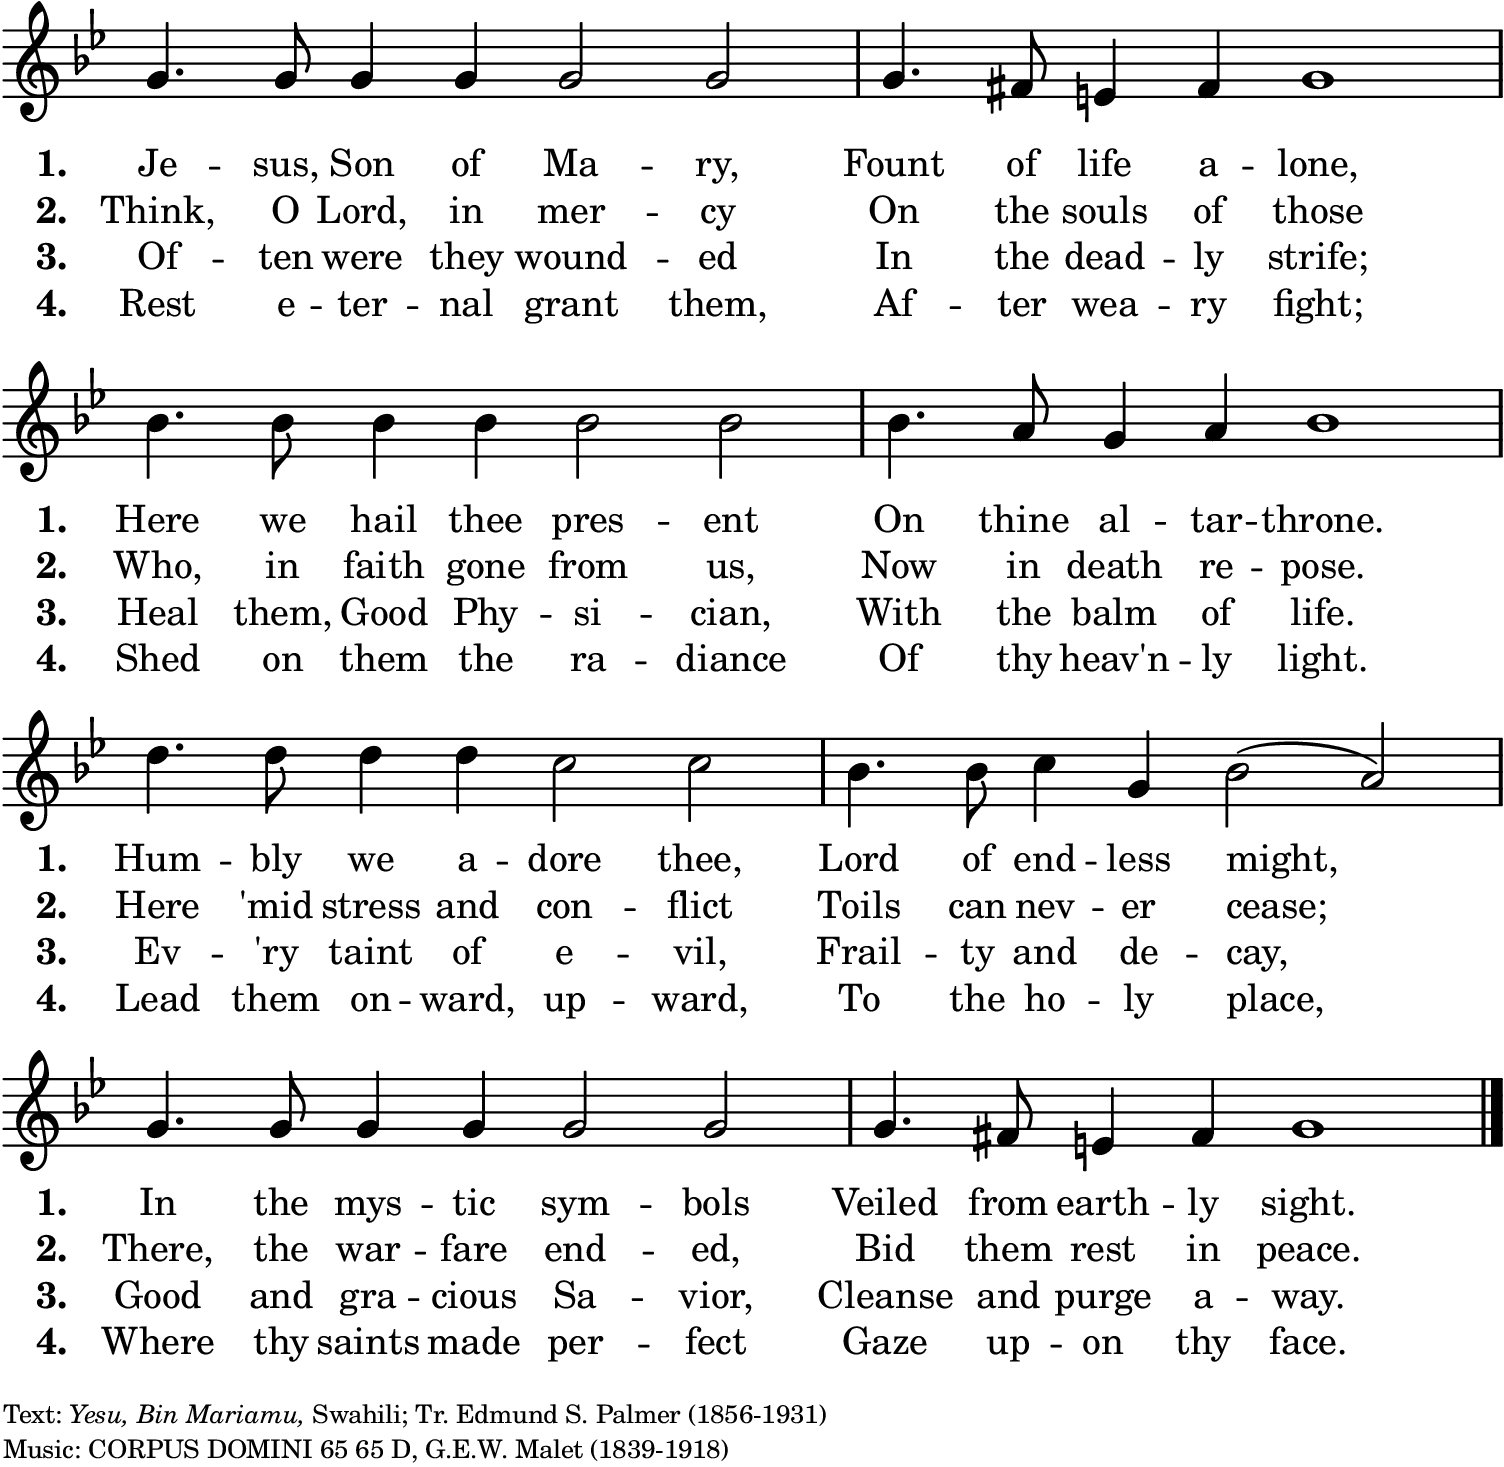 1. Je -- sus, Son of Ma -- ry, Fount of life a -- lone,
2. Think, O Lord, in mer -- cy On the souls of those
3. Of -- ten were they wound -- ed In the dead -- ly strife;
4. Rest e -- ter -- nal grant them, Af -- ter wea -- ry fight;
1. Here we hail thee pres -- ent On thine al -- tar -- throne.
2. Who, in faith gone from us, Now in death re -- pose.
3. Heal them, Good Phy -- si -- cian, With the balm of life.
4. Shed on them the ra -- diance Of thy heav'n -- ly light.
1. Hum -- bly we a -- dore thee, Lord of end -- less might,
2. Here 'mid stress and con -- flict Toils can nev -- er cease;
3. Ev -- 'ry taint of e -- vil, Frail -- ty and de -- cay,
4. Lead them on -- ward, up -- ward, To the ho -- ly place,
1. In the mys -- tic sym -- bols Veiled from earth -- ly sight.
2. There, the war -- fare end -- ed, Bid them rest in peace.
3. Good and gra -- cious Sa -- vior, Cleanse and purge a -- way.
4. Where thy saints made per -- fect Gaze up -- on thy face.
Text: Yesu, Bin Mariamu, Swahili; Tr. Edmund S. Palmer (1856-1931)
Music: CORPUS DOMINI 65 65 D, G.E.W. Malet (1839-1918)